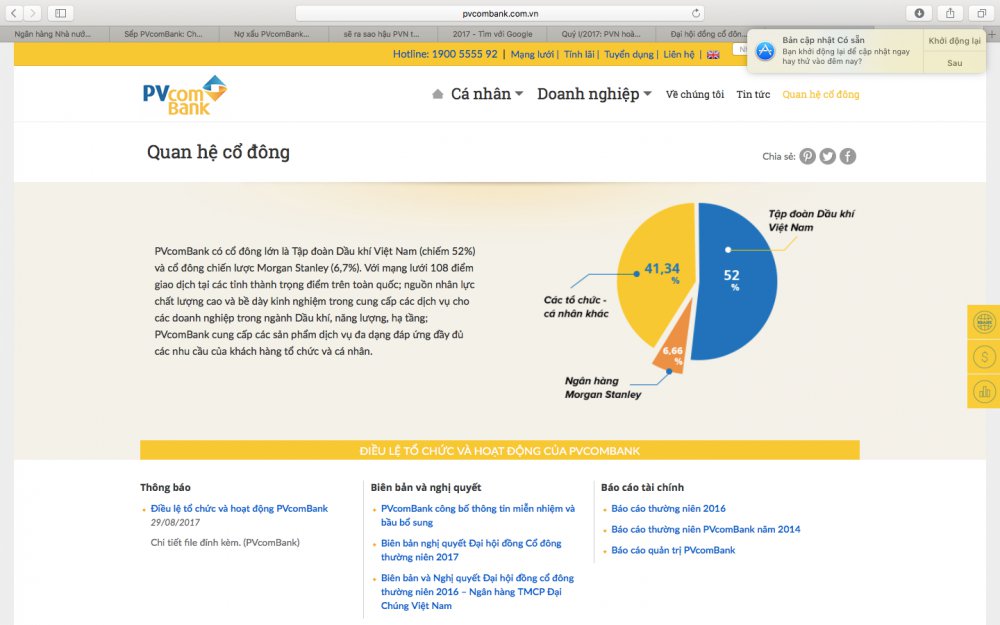 pvcombank.com.vn
Ngân hàng Nhà nướ...
Sếp PVcomBank: Ch...
Nợ xấu PVcomBank...
sẽ ra sao hậu PVN t...
2017 - Tìm với Google
Quý I/2017: PVN hoà...
Đại hội đồng cổ đôn...
Bản cập nhật Có sẵn
Bạn khởi động lại để cập nhật ngay
hay thử vào đêm nay?
Khởi động lại
Sau
Hotline: 1900 5555 92 | Mạng lưới | Tính lãi | Tuyển dụng | Liên hệ |
PVcom
Bank
Cá nhân Doanh nghiệp Về chúng tôi Tin tức Quan hệ cổ đông
Quan hệ cổ đông
Chia sẻ:
PVcomBank có cổ đông lớn là Tập đoàn Dầu khí Việt Nam (chiếm 52%)
và cổ đông chiến lược Morgan Stanley (6,7%). Với mạng lưới 108 điểm
giao dịch tại các tỉnh thành trọng điểm trên toàn quốc; nguồn nhân lực
chất lượng cao và bề dày kinh nghiệm trong cung cấp các dịch vụ cho
các doanh nghiệp trong ngành Dầu khí, năng lượng, hạ tầng;
PVcomBank cung cấp các sản phẩm dịch vụ đa dạng đáp ứng đầy đủ
các nhu cầu của khách hàng tổ chức và cá nhân.
Tập đoàn Dầu khí
Việt Nam
52
%
41,34
%
Các tổ chức -
cá nhân khác
6,66
%
Ngân hàng
Morgan Stanley
ĐIỀU LỆ TỔ CHỨC VÀ HOẠT ĐỘNG CỦA PVCOMBANK
Thông báo
Điều lệ tổ chức và hoạt động PVcomBank
29/08/2017
Chi tiết file đính kèm. (PVcomBank)
Biên bản và nghị quyết
PVcomBank công bố thông tin miễn nhiệm và
bầu bổ sung
Biên bản nghị quyết Đại hội đồng Cổ đông
thường niên 2017
Biên bản và Nghị quyết Đại hội đồng cổ đông
thường niên 2016 – Ngân hàng TMCP Đại
Chúng Việt Nam
Báo cáo tài chính
Báo cáo thường niên 2016
Báo cáo thường niên PVcomBank năm 2014
Báo cáo quản trị PVcomBank